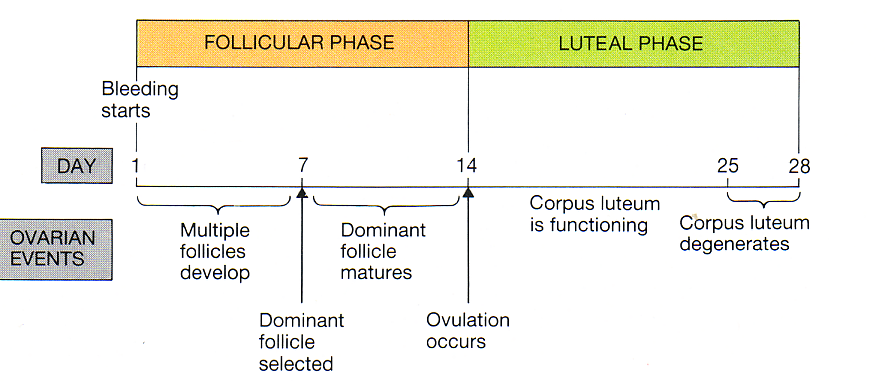 FOLLICULAR PHASE
LUTEAL PHASE
Bleeding
starts
DAY
1
7
14
25
28
OVARIAN
EVENTS
Multiple
follicles
develop
Dominant
follicle
matures
Corpus luteum
is functioning
Corpus luteum
degenerates
Dominant
follicle
selected
Ovulation
occurs